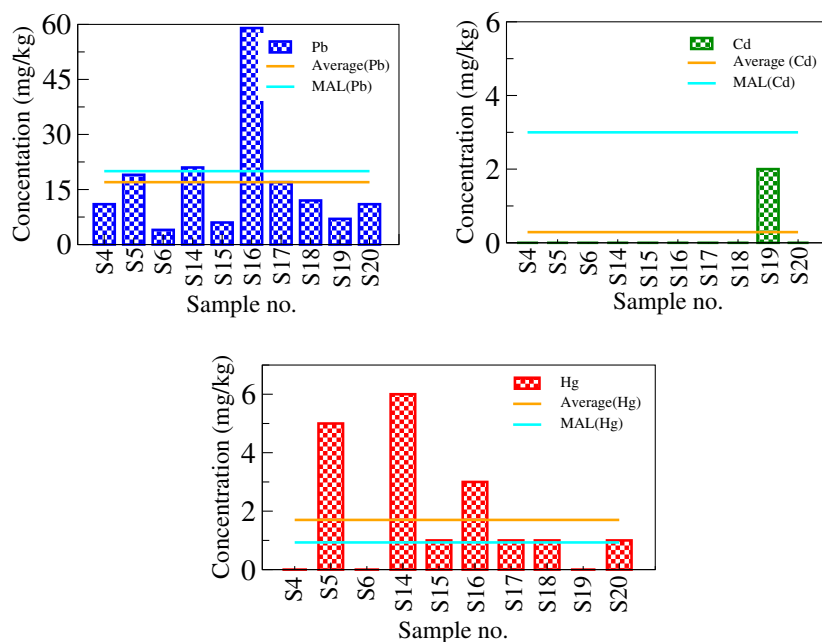 Concentation (mg/kg)
60
45
30
15
0
Pb
Average(Pb)
MAL(Pb)
S4
S5
S6
S14
S15
S16
S17
S18
S19
S20
Sample no.
Concentration (mg/kg)
6
4
2
0
Cd
Average (Cd)
MAL(Cd)
S4
S5
S6
S14
S15
S16
S17
S18
S19
S20
Sample no.
Concentration (mg/kg)
6
4
2
0
Hg
Average(Hg)
MAL(Hg)
S4
S5
S6
S14
S15
S16
S17
S18
S19
S20
Sample no.